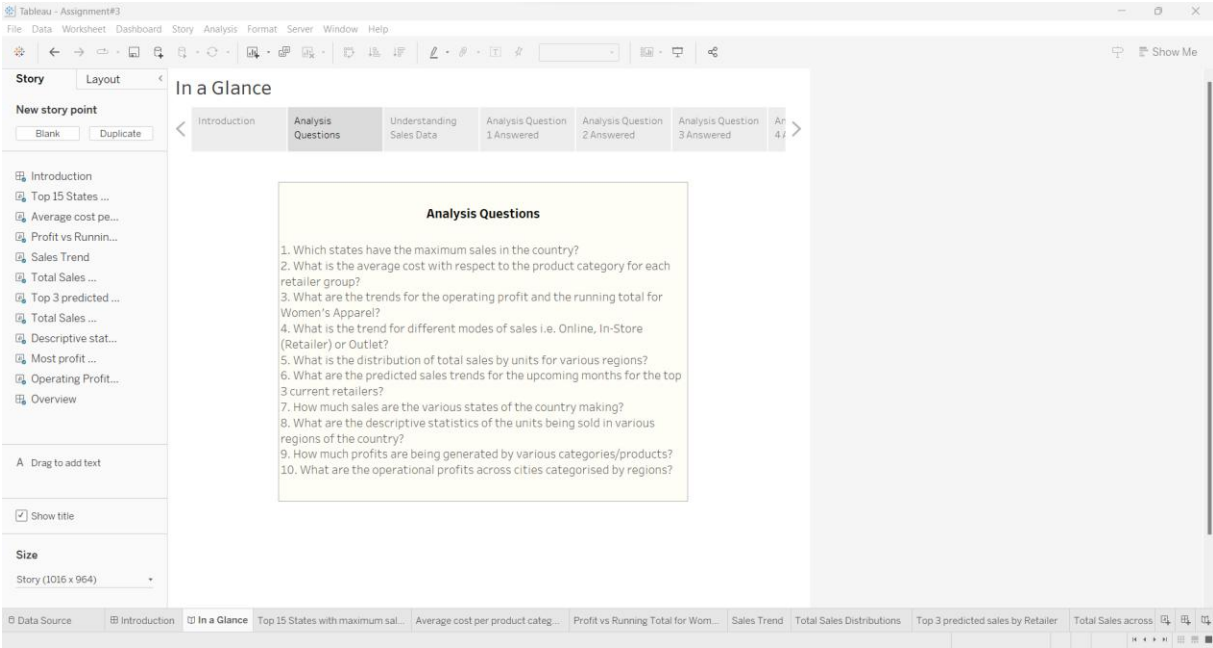 Tableau - Assignment#3
File Data Worksheet Dashboard Story Analysis Format Server Window Help
Show Me
Story Layout
New story point
Blank Duplicate
Introduction
Top 15 States ...
Average cost pe...
Profit vs Runnin...
Sales Trend
Total Sales ...
Top 3 predicted ...
Total Sales ...
Descriptive stat...
Most profit ...
Operating Profit...
Overview
A Drag to add text
Show title
Size
Story (1016 x 964)
In a Glance
Introduction
Analysis
Questions
Understanding
Sales Data
Analysis Question
1 Answered
Analysis Question
2 Answered
Analysis Question
3 Answered
An
4
Analysis Questions
1. Which states have the maximum sales in the country?
2. What is the average cost with respect to the product category for each
retailer group?
3. What are the trends for the operating profit and the running total for
Women's Apparel?
4. What is the trend for different modes of sales i.e. Online, In-Store
(Retailer) or Outlet?
5. What is the distribution of total sales by units for various regions?
6. What are the predicted sales trends for the upcoming months for the top
3 current retailers?
7. How much sales are the various states of the country making?
8. What are the descriptive statistics of the units being sold in various
regions of the country?
9. How much profits are being generated by various categories/products?
10. What are the operational profits across cities categorised by regions?
Data Source Introduction In a Glance Top 15 States with maximum sal... Average cost per product categ... Profit vs Running Total for Wom... Sales Trend Total Sales Distributions Top 3 predicted sales by Retailer Total Sales across